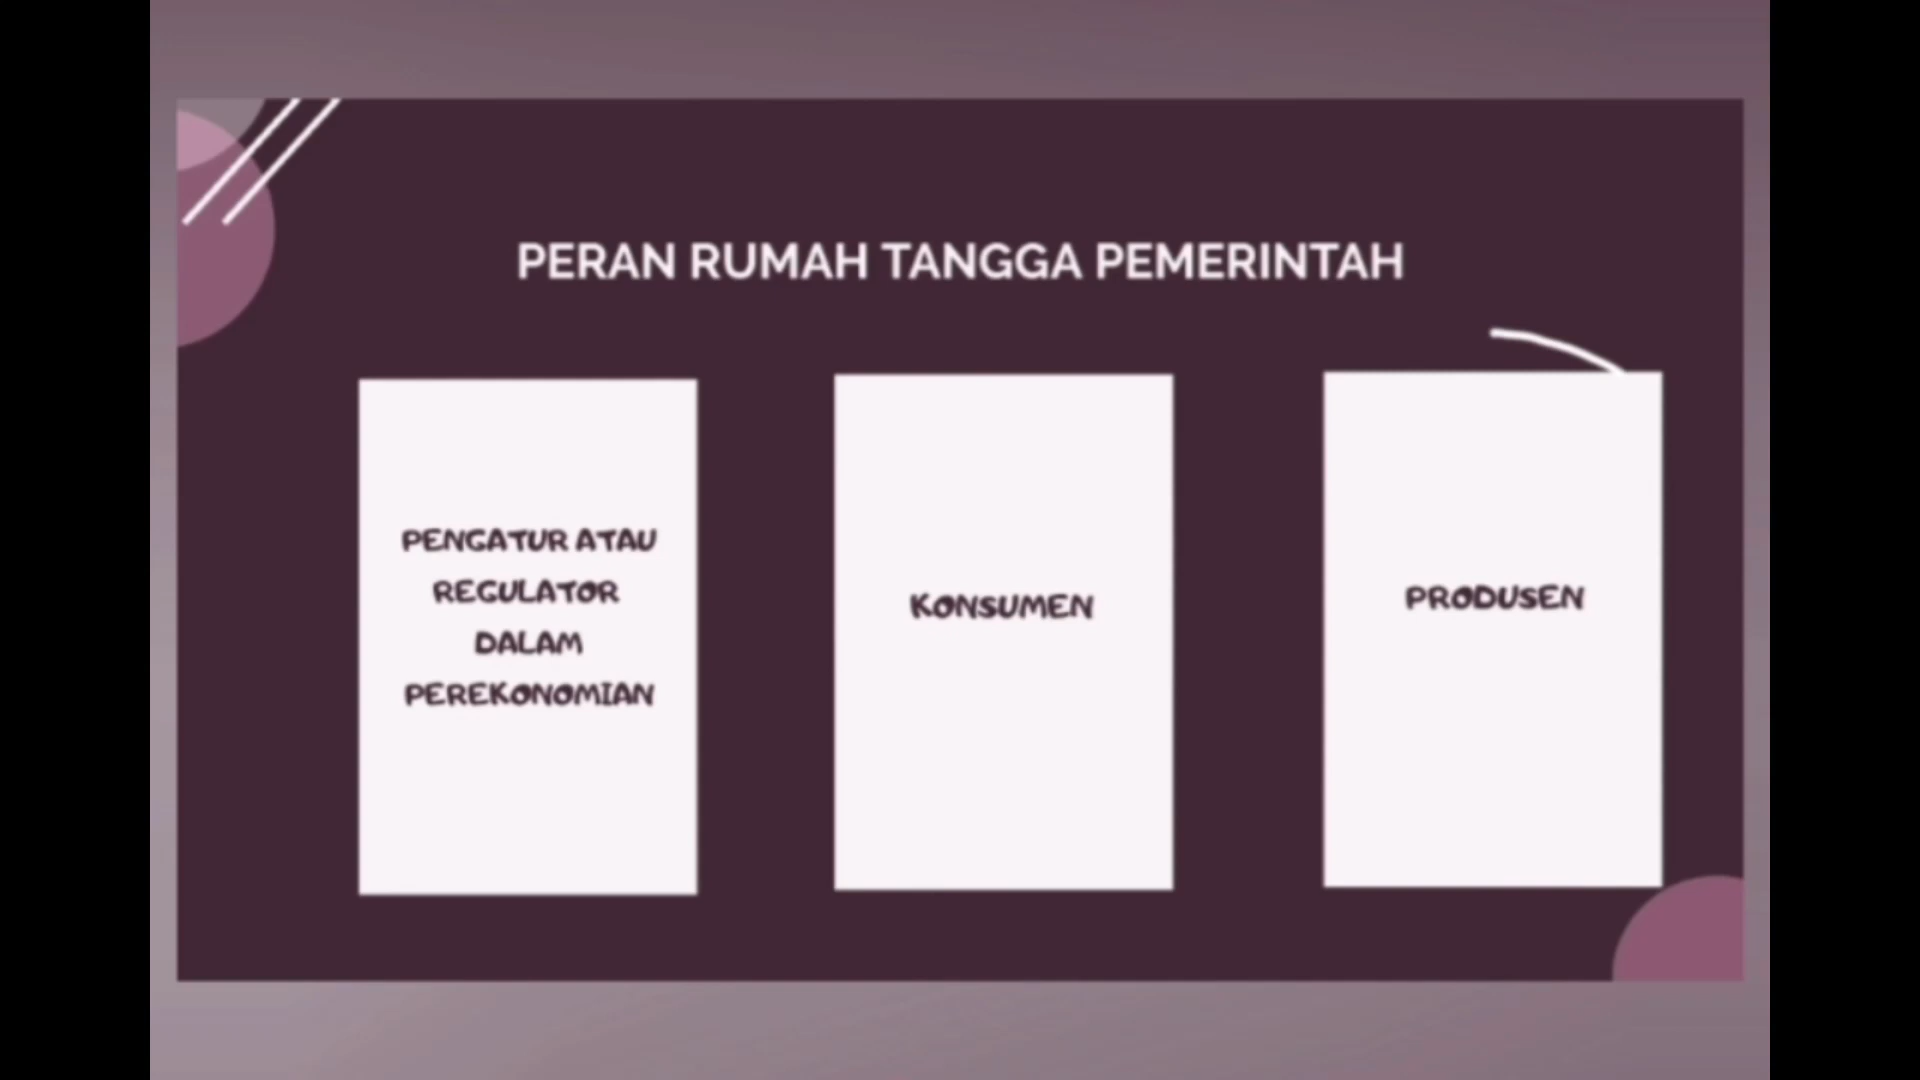 PERAN RUMAH TANGGA PEMERINTAH
PENGATUR ATAU
REGULATOR
DALAM
PEREKONOMIAN
KONSUMEN
PRODUSEN